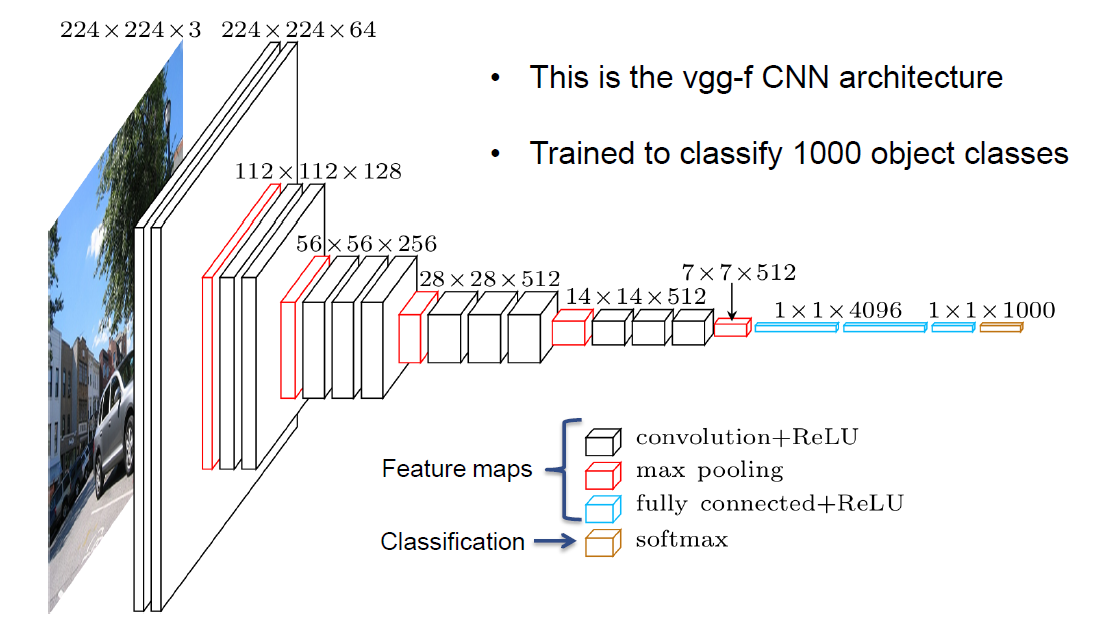 224×224×3
224×224×64
• This is the vgg-f CNN architecture
• Trained to classify 1000 object classes
112×112×128
56×56×256
28×28×512
14×14×512
7×7×512
1×1×4096
1×1×1000
Feature maps
convolution+ReLU
max pooling
fully connected+ReLU
Classification
softmax